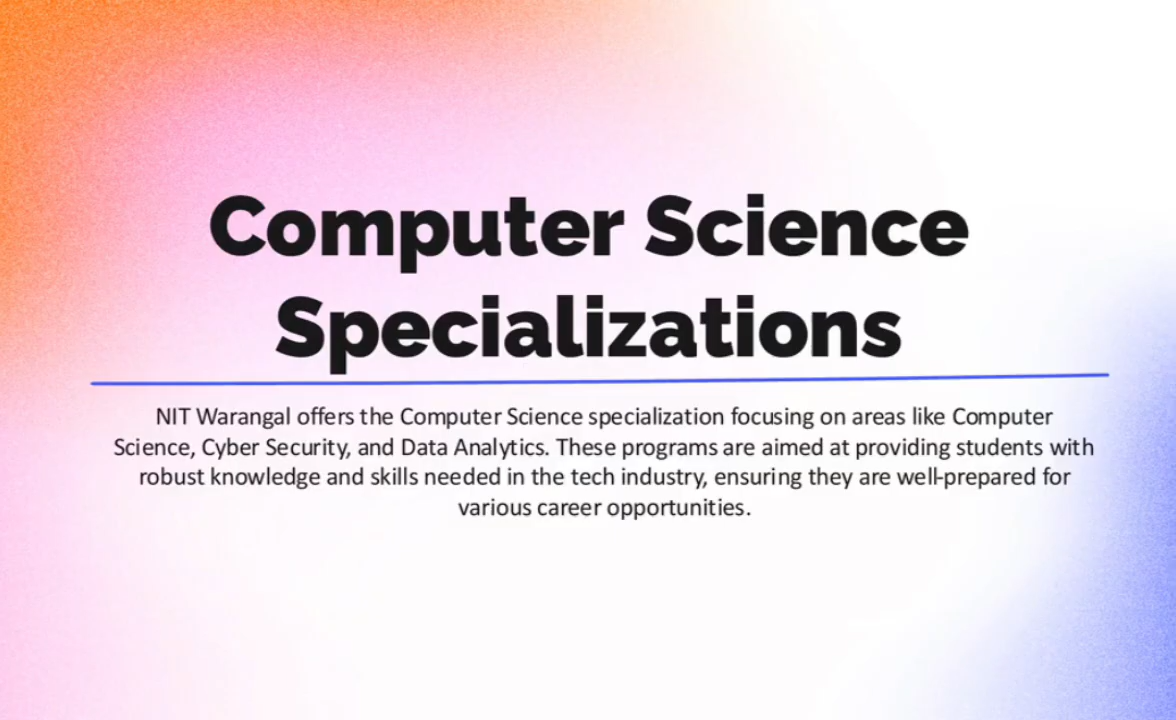 Computer Science
Specializations
NIT Warangal offers the Computer Science specialization focusing on areas like Computer
Science, Cyber Security, and Data Analytics. These programs are aimed at providing students with
robust knowledge and skills needed in the tech industry, ensuring they are well-prepared for
various career opportunities.